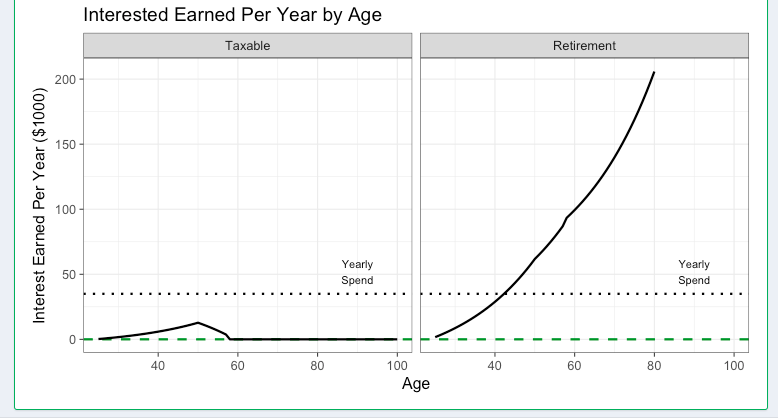 Interested Earned Per Year by Age
Taxable
Retirement
Interest Earned Per Year ($1000)
200
150
100
50
0
Yearly
Spend
Yearly
Spend
40
60
80
100
40
60
80
100
Age